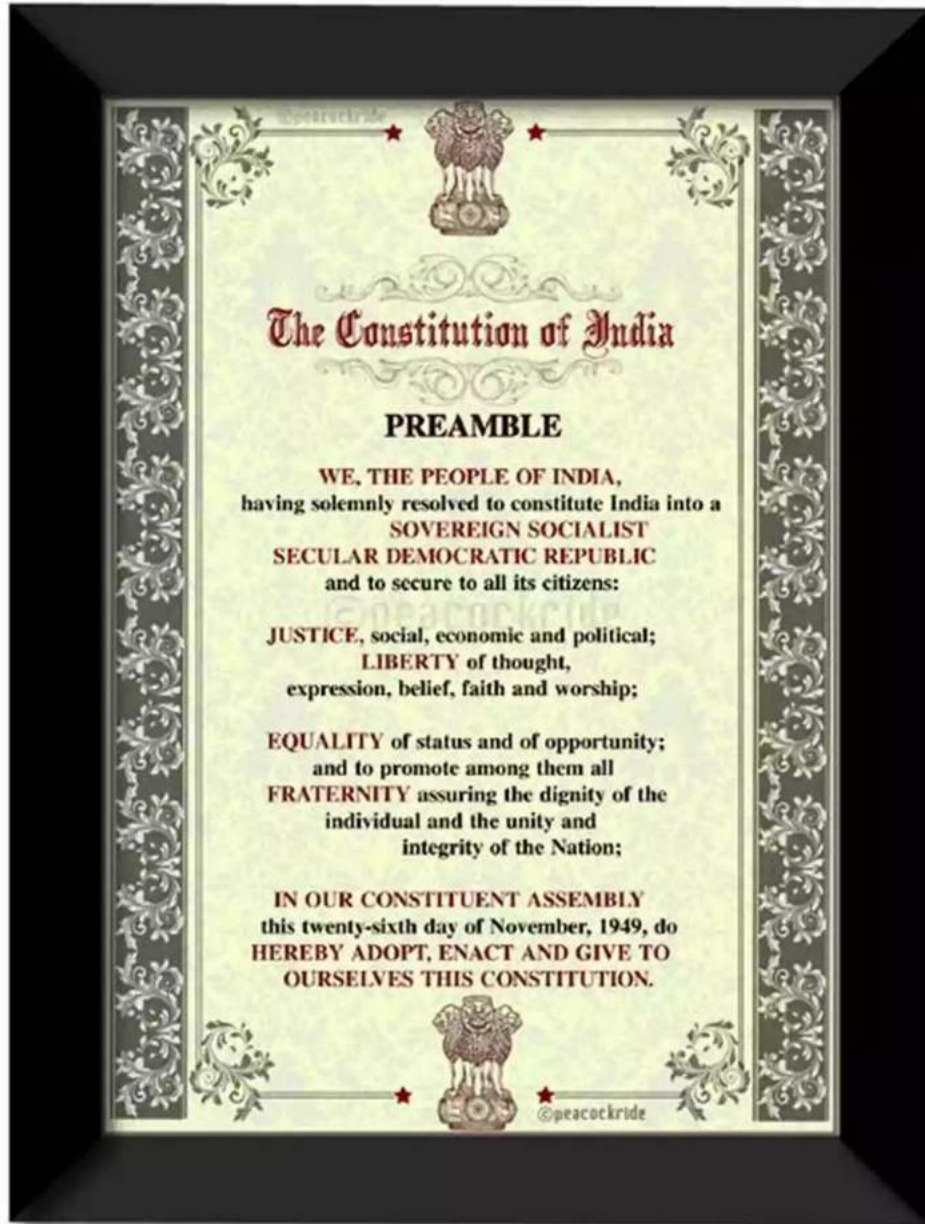 @peacockride
The Constitution of India
PREAMBLE
WE, THE PEOPLE OF INDIA,
having solemnly resolved to constitute India into a
SOVEREIGN SOCIALIST
SECULAR DEMOCRATIC REPUBLIC
and to secure to all its citizens:
©peacockride
JUSTICE, social, economic and political;
LIBERTY of thought,
expression, belief, faith and worship;
EQUALITY of status and of opportunity;
and to promote among them all
FRATERNITY assuring the dignity of the
individual and the unity and
integrity of the Nation;
IN OUR CONSTITUENT ASSEMBLY
this twenty-sixth day of November, 1949, do
HEREBY ADOPT, ENACT AND GIVE TO
OURSELVES THIS CONSTITUTION.
©peacockride